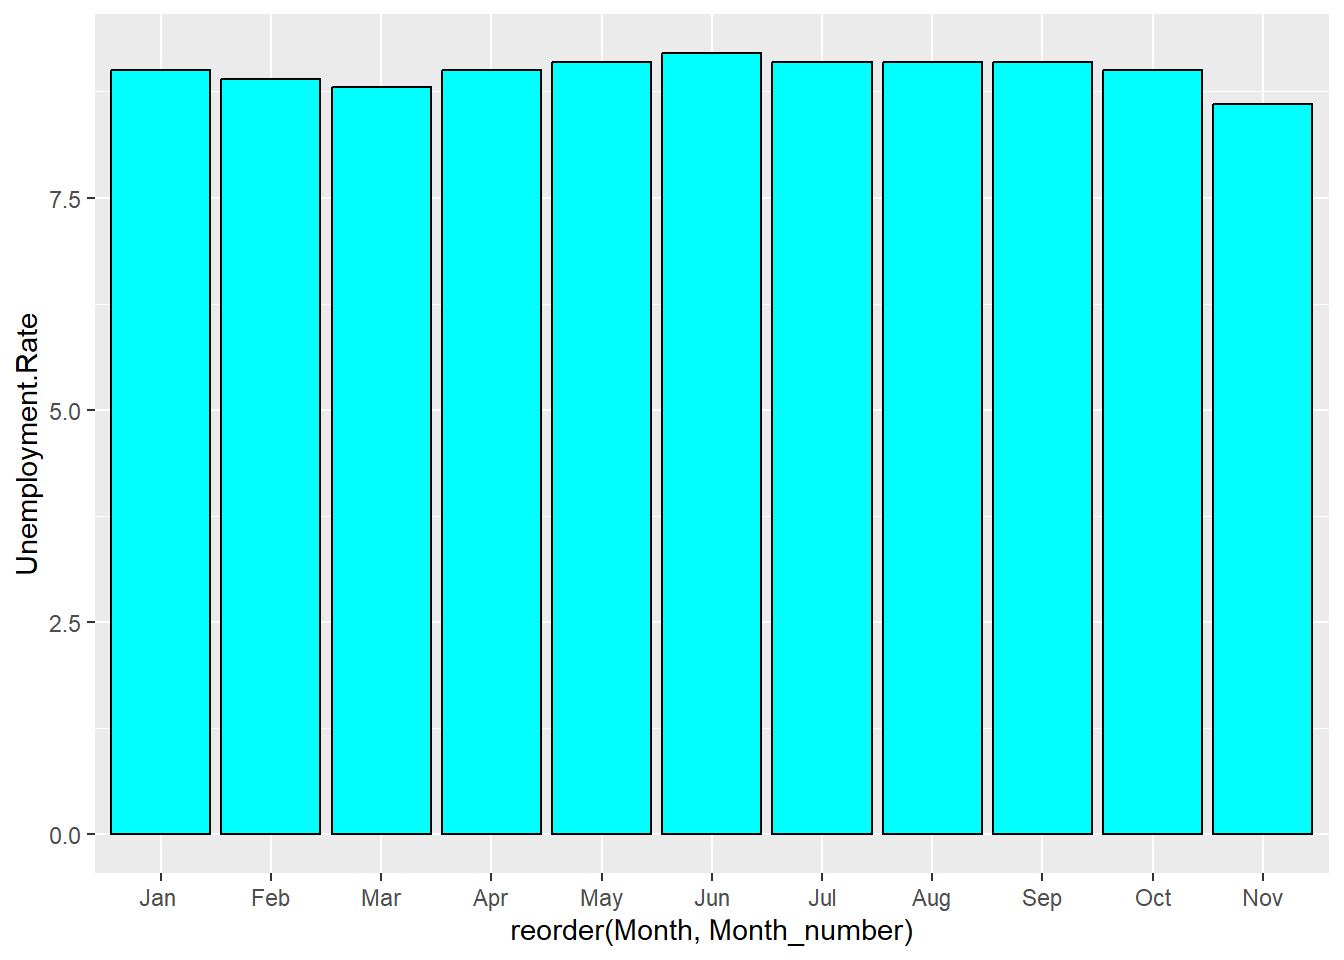 Unemployment.Rate
7.5
5.0
2.5
0.0
Jan Feb Mar Apr May Jun Jul Aug Sep Oct Nov
reorder(Month, Month_number)